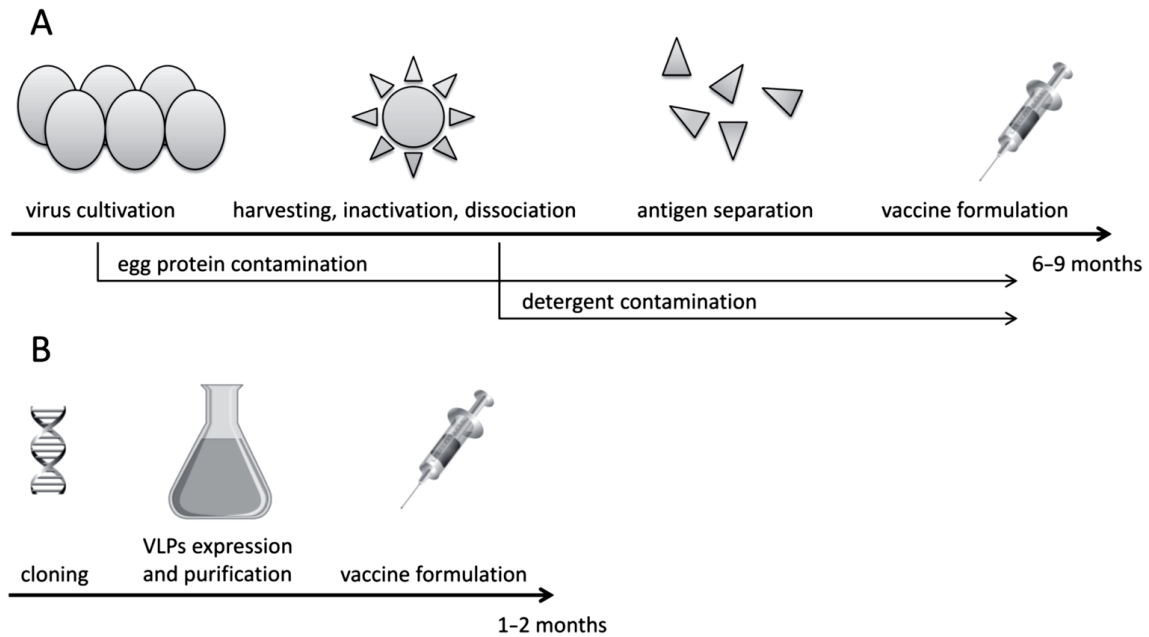 A
virus cultivation
harvesting, inactivation, dissociation
antigen separation
vaccine formulation
egg protein contamination
6–9 months
detergent contamination
B
VLPs expression
and purification
cloning
vaccine formulation
1–2 months